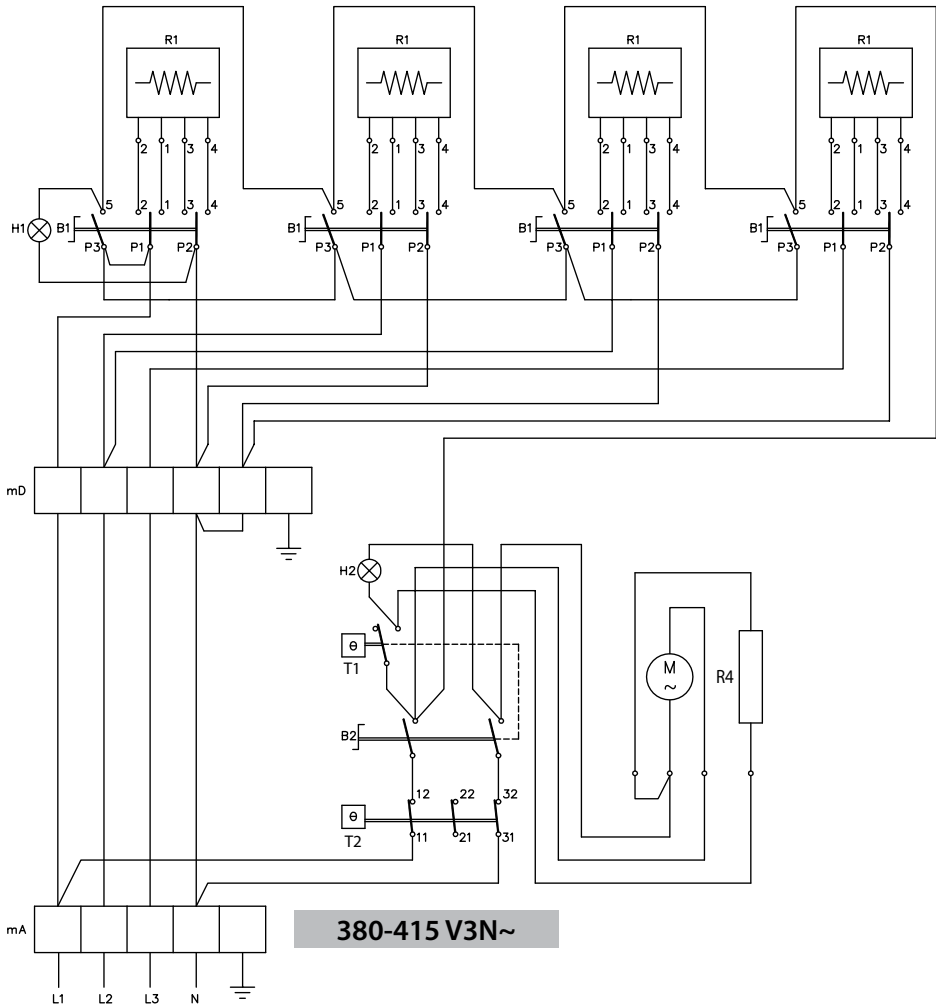 R1 R1 R1 R1
2 1 3 4 2 1 3 4 2 1 3 4 2 1 3 4
5 2 1 3 4 5 2 1 3 4 5 2 1 3 4 5 2 1 3 4
H1 B1 B1 B1 B1
P3 P1 P2 P3 P1 P2 P3 P1 P2 P3 P1 P2
mD
H2
θ
T1
M
~
R4
B2
12 22 32
θ
T2
11 21 31
mA
380-415 V3N~
L1 L2 L3 N